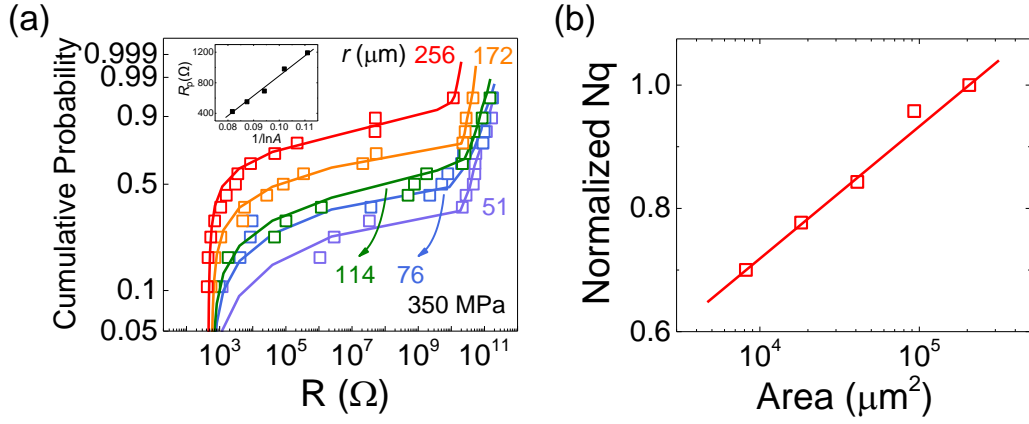 (a)
Cumulative Probability
0.999
0.99
0.9
0.5
0.1
0.05
R_p(Ω)
1200
800
400
0.08 0.09 0.10 0.11
1/lnA
r (μm) 256 172
51
114 76
350 MPa
10^3 10^5 10^7 10^9 10^11
R (Ω)
(b)
Normalized Nq
1.0
0.8
0.6
10^4 10^5
Area (μm^2)